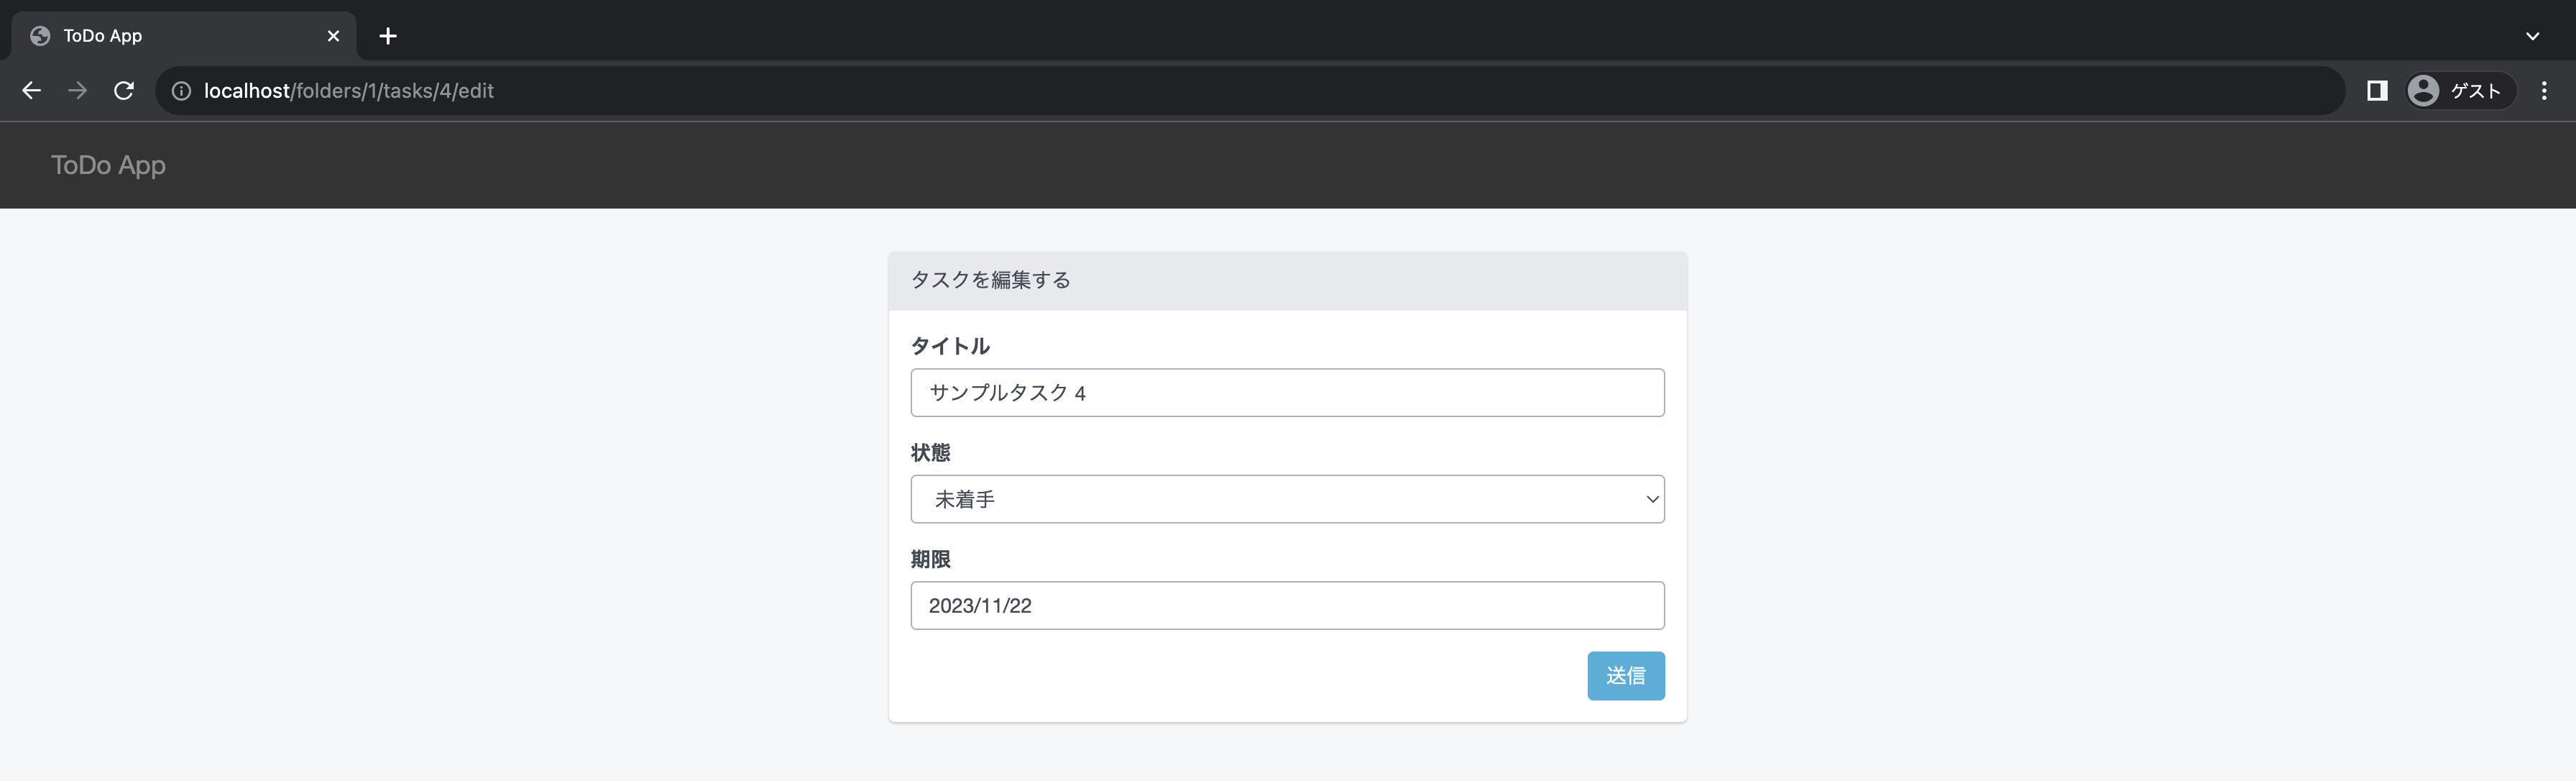 ToDo App
localhost/folders/1/tasks/4/edit
ゲスト
ToDo App
タスクを編集する
タイトル
サンプルタスク 4
状態
未着手
期限
2023/11/22
送信